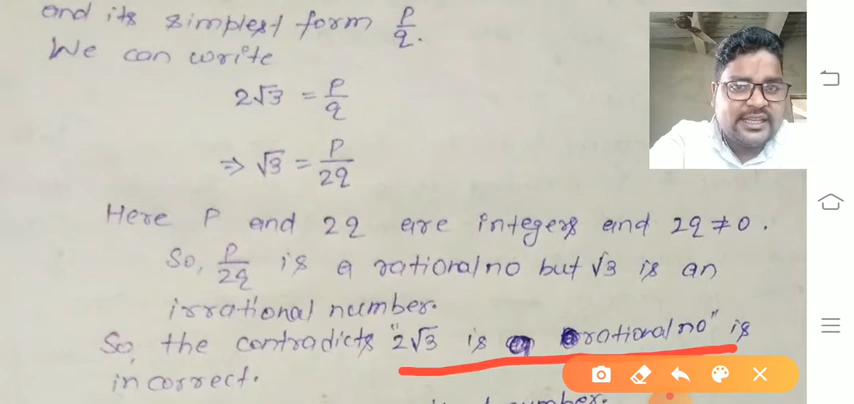 and its simplest form P/q.
We can write
2√3 = P/q
⇒ √3 = P/2q
Here P and 2q are integers and 2q ≠ 0.
So, P/2q is a rational no but √3 is an
irrational number.
So, the contradicts "2√3 is a rational no" is
incorrect.
number.